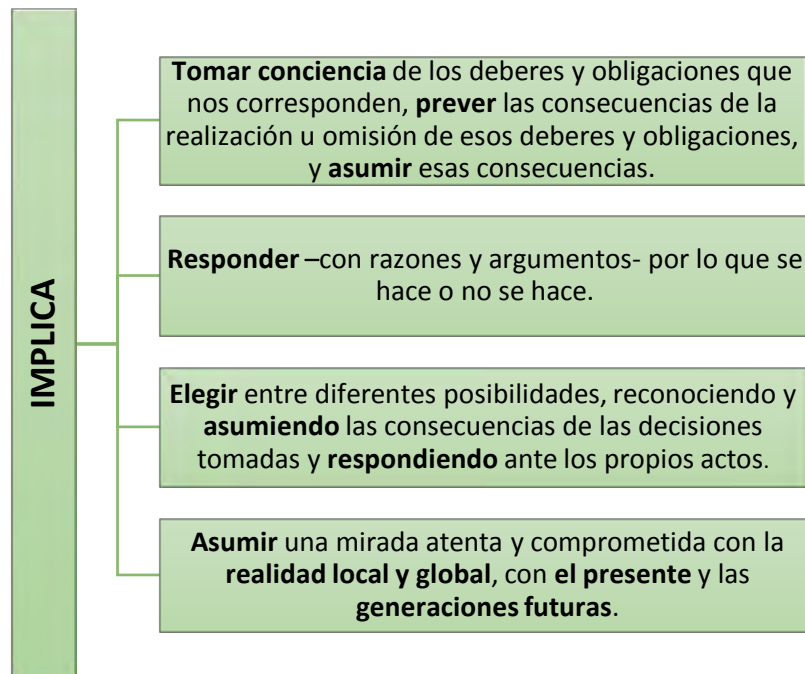 IMPLICA
Tomar conciencia de los deberes y obligaciones que
nos corresponden, prever las consecuencias de la
realización u omisión de esos deberes y obligaciones,
y asumir esas consecuencias.
Responder –con razones y argumentos- por lo que se
hace o no se hace.
Elegir entre diferentes posibilidades, reconociendo y
asumiendo las consecuencias de las decisiones
tomadas y respondiendo ante los propios actos.
Asumir una mirada atenta y comprometida con la
realidad local y global, con el presente y las
generaciones futuras.